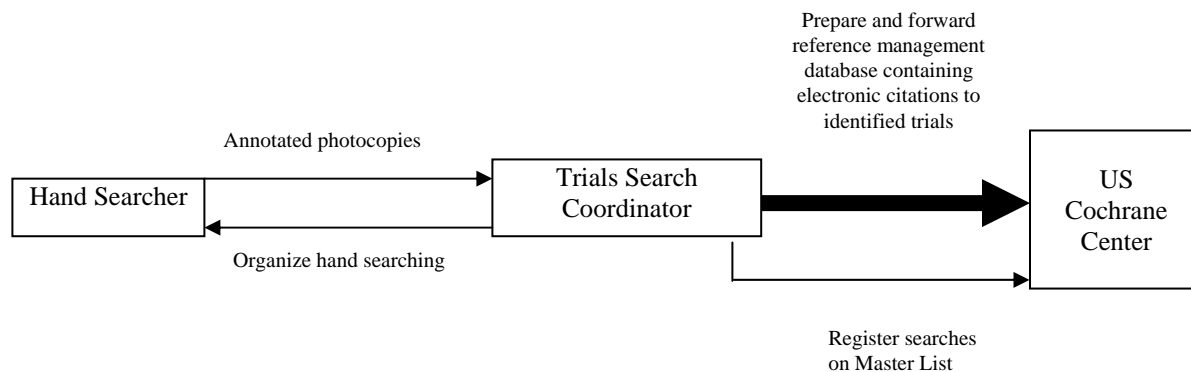 Prepare and forward
reference management
database containing
electronic citations to
identified trials
Annotated photocopies
Hand Searcher
Trials Search
Coordinator
US
Cochrane
Center
Organize hand searching
Register searches
on Master List